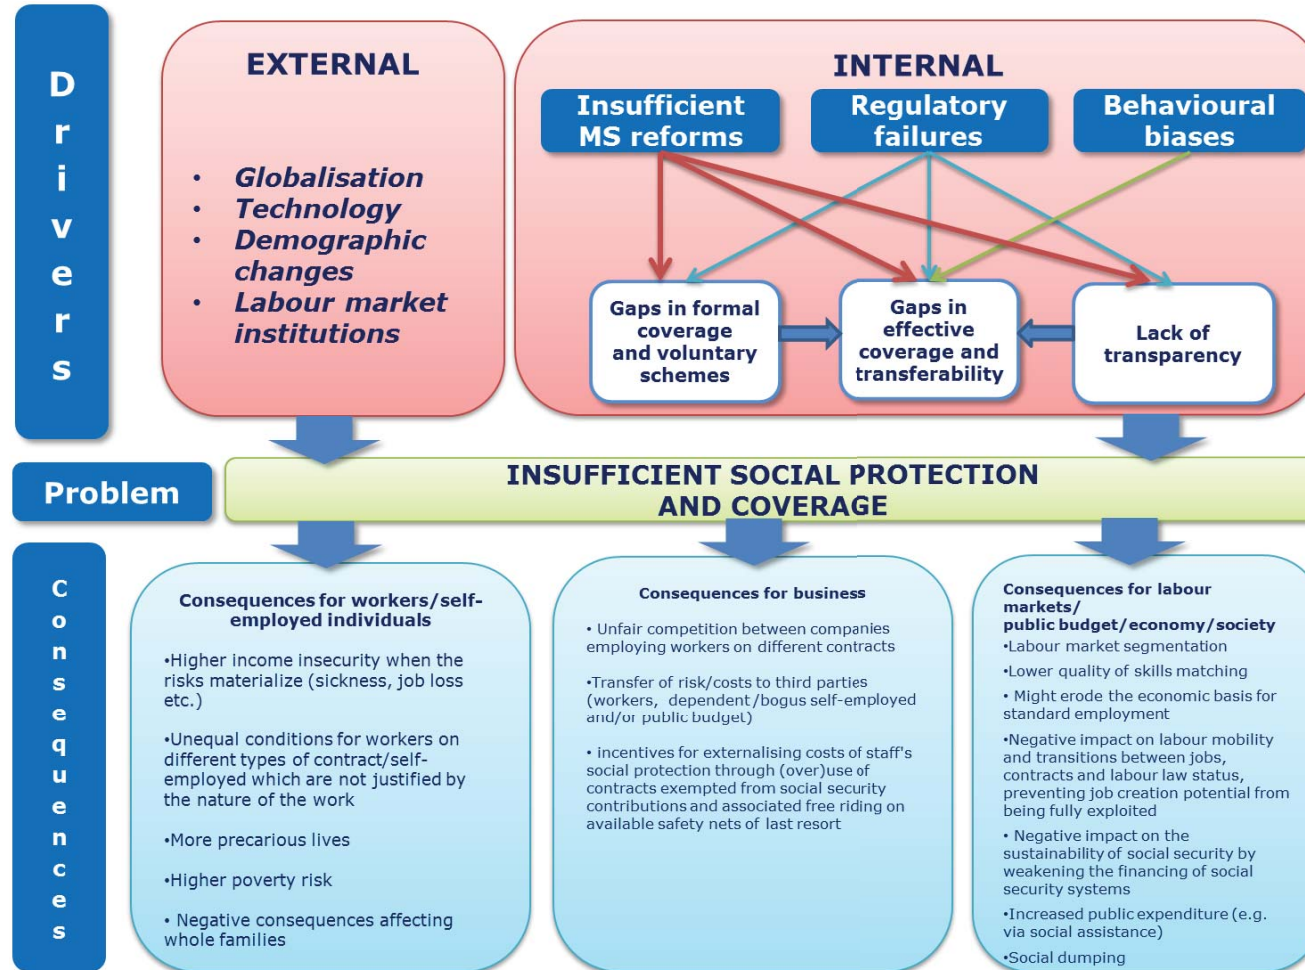 Drivers
EXTERNAL
• Globalisation
• Technology
• Demographic
changes
• Labour market
institutions
INTERNAL
Insufficient
MS reforms
Regulatory
failures
Behavioural
biases
Gaps in formal
coverage
and voluntary
schemes
Gaps in
effective
coverage and
transferability
Lack of
transparency
Problem
INSUFFICIENT SOCIAL PROTECTION
AND COVERAGE
Consequences
Consequences for workers/self-
employed individuals
•Higher income insecurity when the
risks materialize (sickness, job loss
etc.)
•Unequal conditions for workers on
different types of contract/self-
employed which are not justified by
the nature of the work
•More precarious lives
•Higher poverty risk
• Negative consequences affecting
whole families
Consequences for business
• Unfair competition between companies
employing workers on different contracts
•Transfer of risk/costs to third parties
(workers, dependent/bogus self-employed
and/or public budget)
• incentives for externalising costs of staff's
social protection through (over)use of
contracts exempted from social security
contributions and associated free riding on
available safety nets of last resort
Consequences for labour
markets/
public budget/economy/society
•Labour market segmentation
•Lower quality of skills matching
• Might erode the economic basis for
standard employment
•Negative impact on labour mobility
and transitions between jobs,
contracts and labour law status,
preventing job creation potential from
being fully exploited
• Negative impact on the
sustainability of social security by
weakening the financing of social
security systems
•Increased public expenditure (e.g.
via social assistance)
•Social dumping